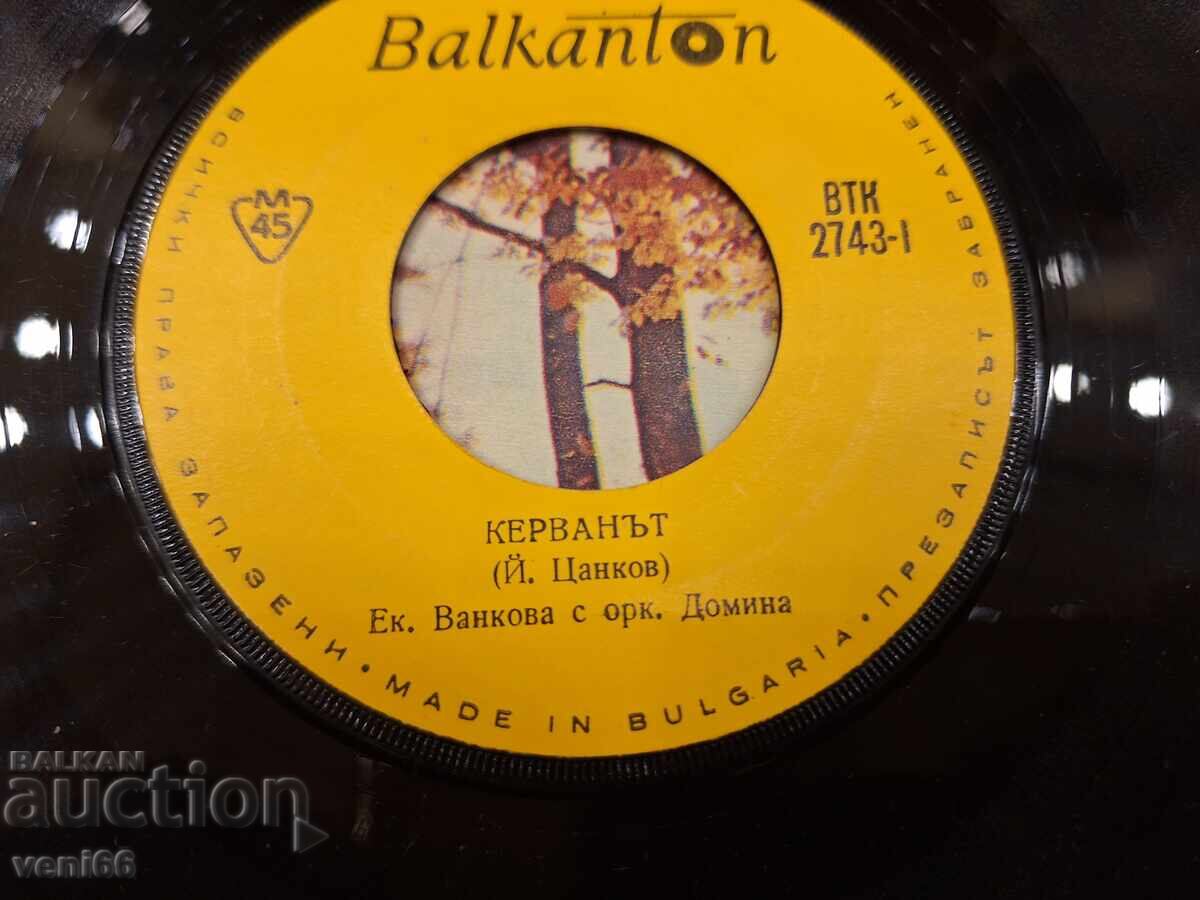 Balkanton
M
45
ВТК
2743-I
КЕРВАНЪТ
(Й. Цанков)
Ек. Ванкова с орк. Домина
ВСИЧКИ ПРАВА ЗАПАЗЕНИ • MADE IN BULGARIA • ПРЕЗАПИСЪТ ЗАБРАНЕН
BALKAN
auction
veni66